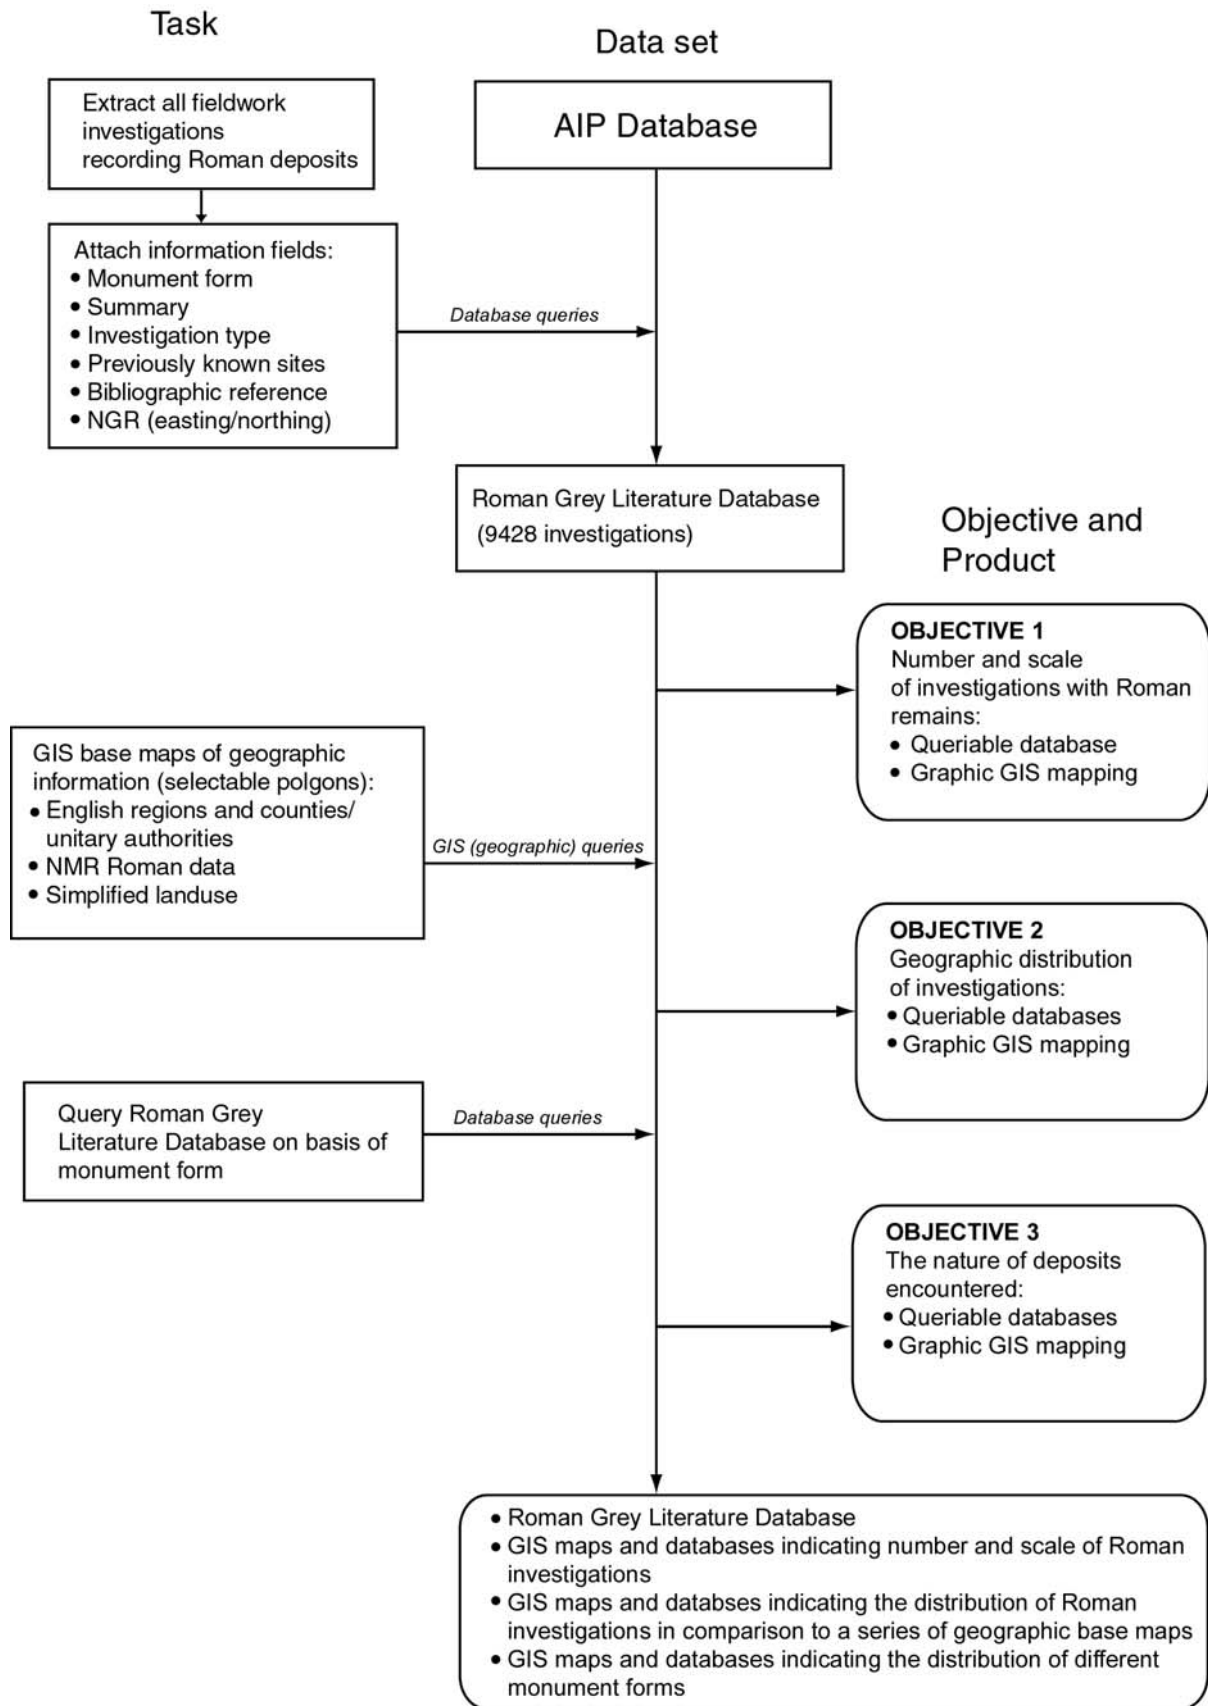 Task
Data set
Extract all fieldwork
investigations
recording Roman deposits
AIP Database
Attach information fields:
• Monument form
• Summary
• Investigation type
• Previously known sites
• Bibliographic reference
• NGR (easting/northing)
Database queries
Roman Grey Literature Database
(9428 investigations)
Objective and
Product
OBJECTIVE 1
Number and scale
of investigations with Roman
remains:
• Queriable database
• Graphic GIS mapping
GIS base maps of geographic
information (selectable polgons):
• English regions and counties/
unitary authorities
• NMR Roman data
• Simplified landuse
GIS (geographic) queries
OBJECTIVE 2
Geographic distribution
of investigations:
• Queriable databases
• Graphic GIS mapping
Query Roman Grey
Literature Database on basis of
monument form
Database queries
OBJECTIVE 3
The nature of deposits
encountered:
• Queriable databases
• Graphic GIS mapping
• Roman Grey Literature Database
• GIS maps and databases indicating number and scale of Roman
investigations
• GIS maps and databses indicating the distribution of Roman
investigations in comparison to a series of geographic base maps
• GIS maps and databases indicating the distribution of different
monument forms